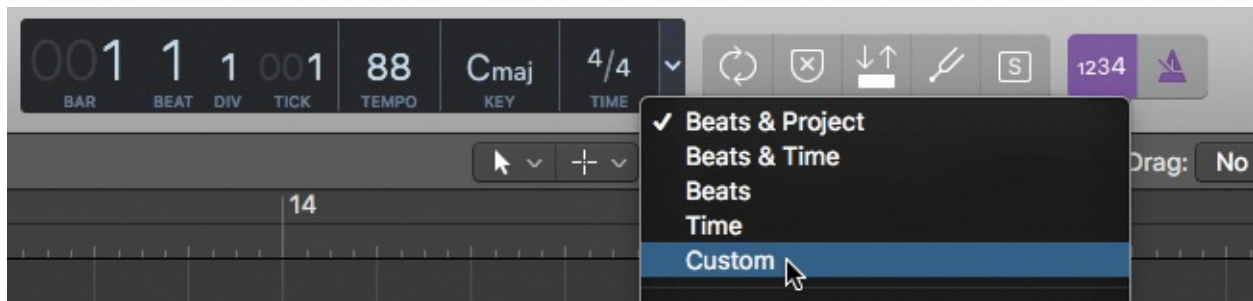 001 1 1 001 88 Cmaj 4/4 S 1234
BAR BEAT DIV TICK TEMPO KEY TIME
✓ Beats & Project
Beats & Time
Drag: No
Beats
14
Time
Custom